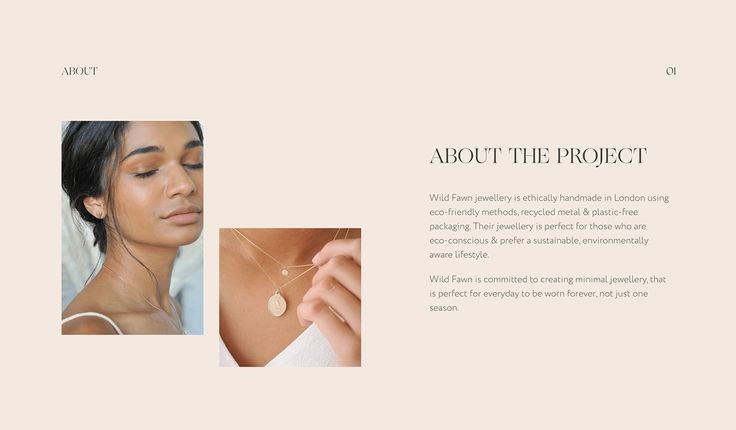 ABOUT
01
ABOUT THE PROJECT
Wild Fawn jewellery is ethically handmade in London using
eco-friendly methods, recycled metal & plastic-free
packaging. Their jewellery is perfect for those who are
eco-conscious & prefer a sustainable, environmentally
aware lifestyle.
Wild Fawn is committed to creating minimal jewellery, that
is perfect for everyday to be worn forever, not just one
season.